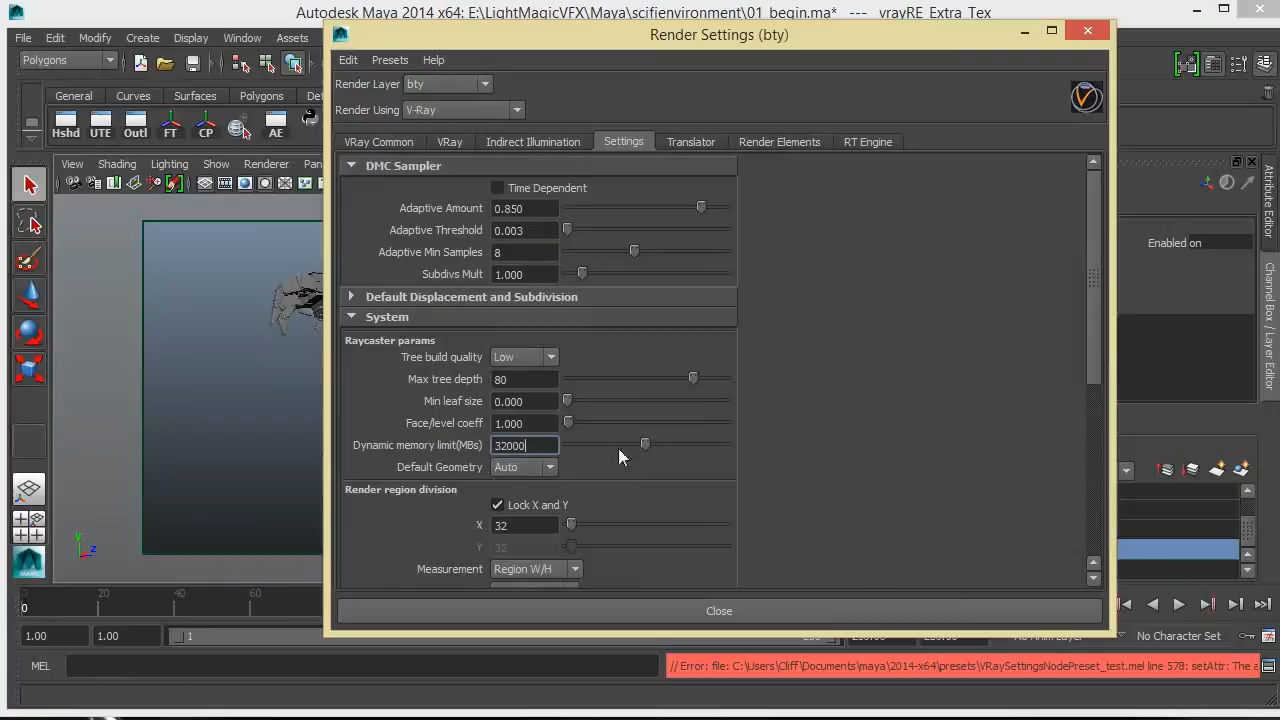 Autodesk Maya 2014 x64: E:\LightMagicVFX\Maya\scifienvironment\01_begin.ma* --- vrayRE_Extra_Tex
Render Settings (bty)
File Edit Modify Create Display Window Assets
Edit Presets Help
Polygons
Render Layer bty
Render Using V-Ray
General Curves Surfaces Polygons
VRay Common VRay Indirect Illumination Settings Translator Render Elements RT Engine
Hshd UTE Outl FT CP AE
View Shading Lighting Show Renderer Pan
DMC Sampler
Time Dependent
Adaptive Amount 0.850
Adaptive Threshold 0.003
Adaptive Min Samples 8
Subdivs Mult 1.000
Default Displacement and Subdivision
System
Raycaster params
Tree build quality Low
Max tree depth 80
Min leaf size 0.000
Face/level coeff 1.000
Dynamic memory limit(MBs) 32000
Default Geometry Auto
Render region division
Lock X and Y
X 32
Y 32
Measurement Region W/H
Close
Enabled on
Attribute Editor
Channel Box / Layer Editor
y
z
0 20 40 60
0
1.00 1.00 1
No Character Set
MEL
// Error: file: C:\Users\Cliff\Documents\maya\2014-x64\presets\VRaySettingsNodePreset_test.mel line 578: setAttr: The a